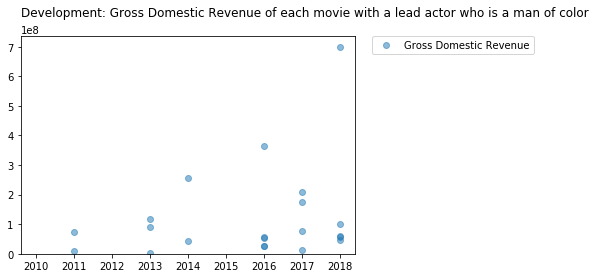 Development: Gross Domestic Revenue of each movie with a lead actor who is a man of color
1e8
Gross Domestic Revenue
7
6
5
4
3
2
1
0
2010 2011 2012 2013 2014 2015 2016 2017 2018